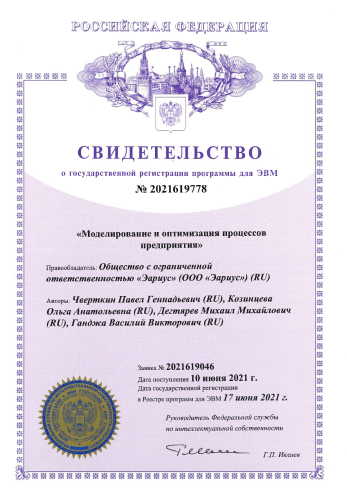 РОССИЙСКАЯ ФЕДЕРАЦИЯ
СВИДЕТЕЛЬСТВО
о государственной регистрации программы для ЭВМ
№ 2021619778
«Моделирование и оптимизация процессов
предприятия»
Правообладатель: Общество с ограниченной
ответственностью «Эариус» (ООО «Эариус») (RU)
Авторы: Чверткин Павел Геннадьевич (RU), Козинцева
Ольга Анатольевна (RU), Дегтярев Михаил Михайлович
(RU), Ганджа Василий Викторович (RU)
Заявка № 2021619046
Дата поступления 10 июня 2021 г.
Дата государственной регистрации
в Реестре программ для ЭВМ 17 июня 2021 г.
Руководитель Федеральной службы
по интеллектуальной собственности
Г.П. Ивлиев